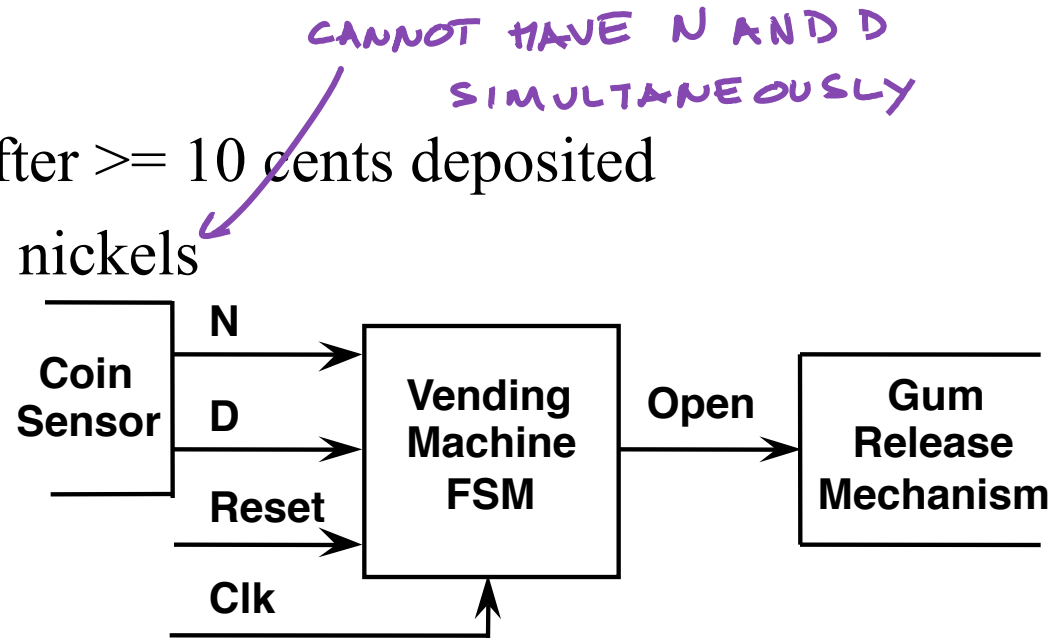 CANNOT HAVE N AND D
SIMULTANEOUSLY
fter >= 10 cents deposited
nickels
N
Coin
Sensor
D
Reset
Clk
Vending
Machine
FSM
Open
Gum
Release
Mechanism